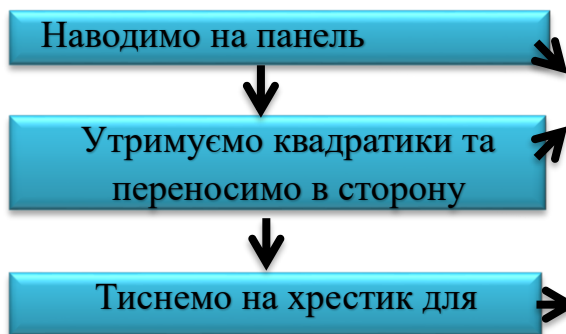 Наводимо на панель
Утримуємо квадратики та
переносимо в сторону
Тиснемо на хрестик для